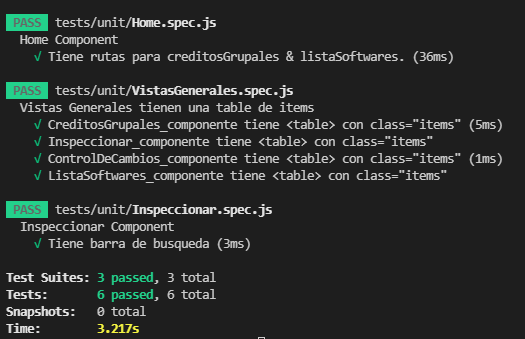 PASS tests/unit/Home.spec.js
Home Component
√ Tiene rutas para creditosGrupales & listaSoftwares. (36ms)
PASS tests/unit/VistasGenerales.spec.js
Vistas Generales tienen una table de items
√ CreditosGrupales_componente tiene <table> con class="items" (5ms)
√ Inspeccionar_componente tiene <table> con class="items"
√ ControlDeCambios_componente tiene <table> con class="items" (1ms)
√ ListaSoftwares_componente tiene <table> con class="items"
PASS tests/unit/Inspeccionar.spec.js
Inspeccionar Component
√ Tiene barra de busqueda (3ms)
Test Suites: 3 passed, 3 total
Tests: 6 passed, 6 total
Snapshots: 0 total
Time: 3.217s